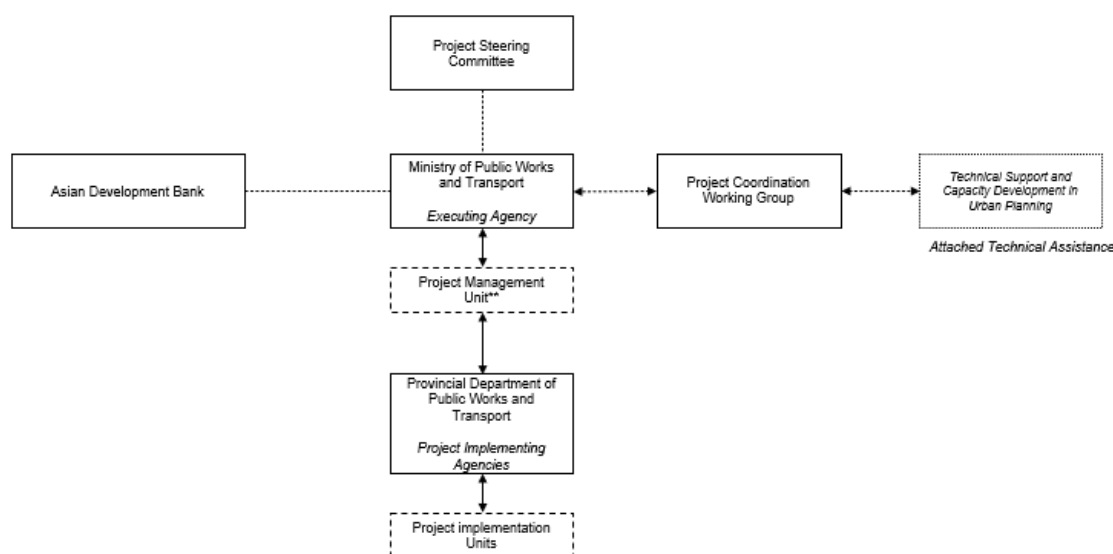 Project Steering
Committee
Asian Development Bank
Ministry of Public Works
and Transport
Executing Agency
Project Coordination
Working Group
Technical Support and
Capacity Development in
Urban Planning
Attached Technical Assistance
Project Management
Unit**
Provincial Department of
Public Works and
Transport
Project Implementing
Agencies
Project implementation
Units